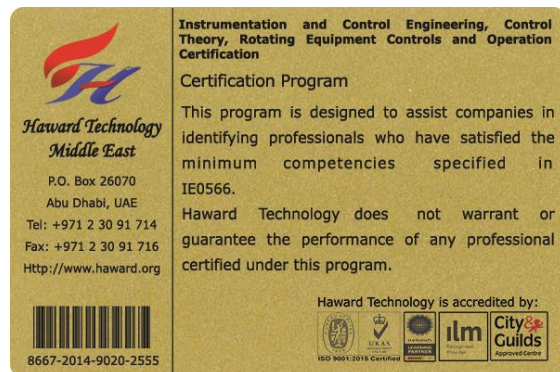 Haward Technology
Middle East
P.O. Box 26070
Abu Dhabi, UAE
Tel: +971 2 30 91 714
Fax: +971 2 30 91 716
Http://www.haward.org
8667-2014-9020-2555
Instrumentation and Control Engineering, Control
Theory, Rotating Equipment Controls and Operation
Certification
Certification Program
This program is designed to assist companies in
identifying professionals who have satisfied the
minimum competencies specified in
IE0566.
Haward Technology does not warrant or
guarantee the performance of any professional
certified under this program.
Haward Technology is accredited by:
UKAS
ISO 9001:2015 Certified
LEARNING
PARTNER
ilm
City&
Guilds
Approved Centre